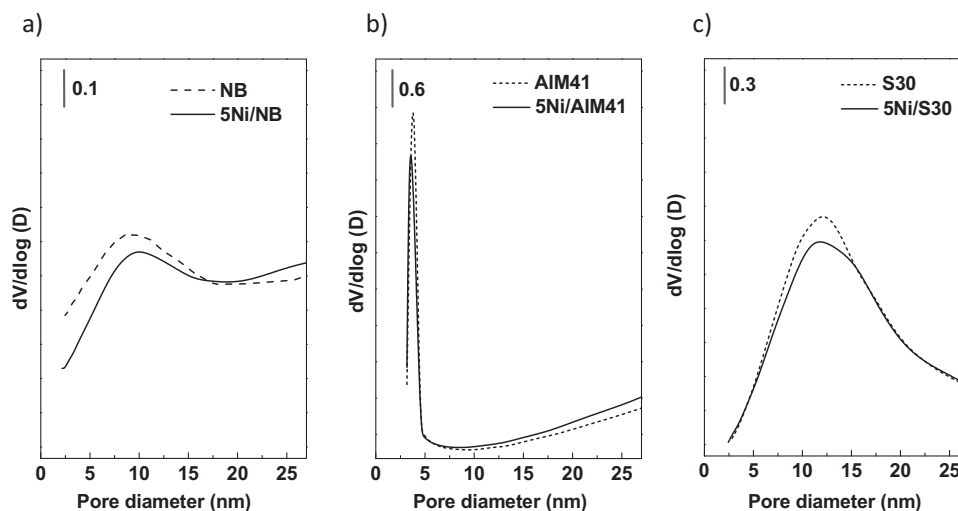 a)
0.1
NB
5Ni/NB
dV/dlog (D)
0 5 10 15 20 25
Pore diameter (nm)
b)
0.6
AlM41
5Ni/AlM41
dV/dlog (D)
0 5 10 15 20 25
Pore diameter (nm)
c)
0.3
S30
5Ni/S30
dV/dlog (D)
0 5 10 15 20 25
Pore diameter (nm)